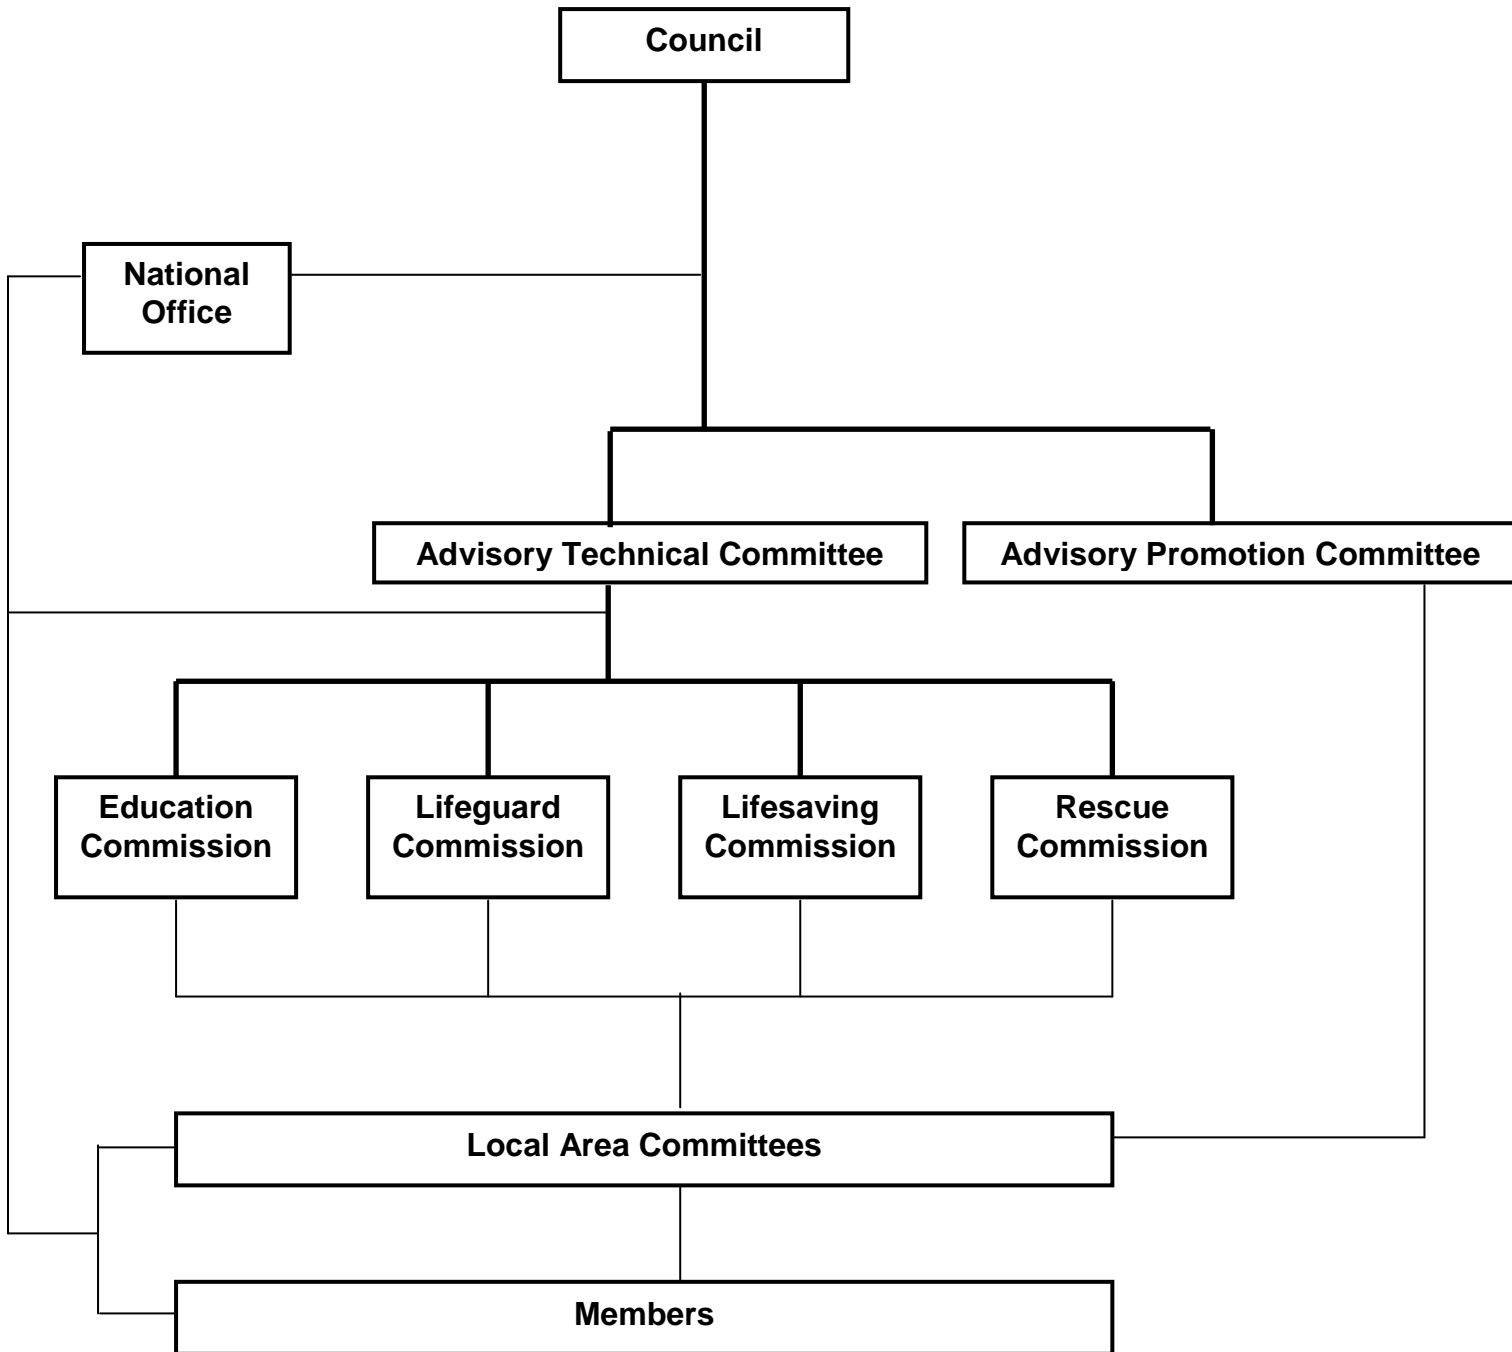 Council
National
Office
Advisory Technical Committee
Advisory Promotion Committee
Education
Commission
Lifeguard
Commission
Lifesaving
Commission
Rescue
Commission
Local Area Committees
Members